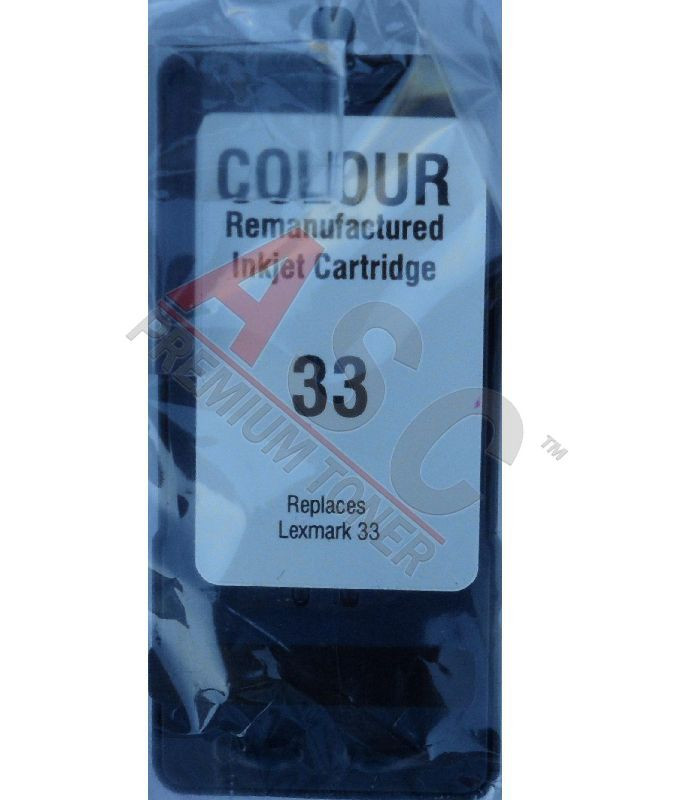 COLOUR
Remanufactured
Inkjet Cartridge
33
Replaces
Lexmark 33
ASC
PREMIUM TONER
™